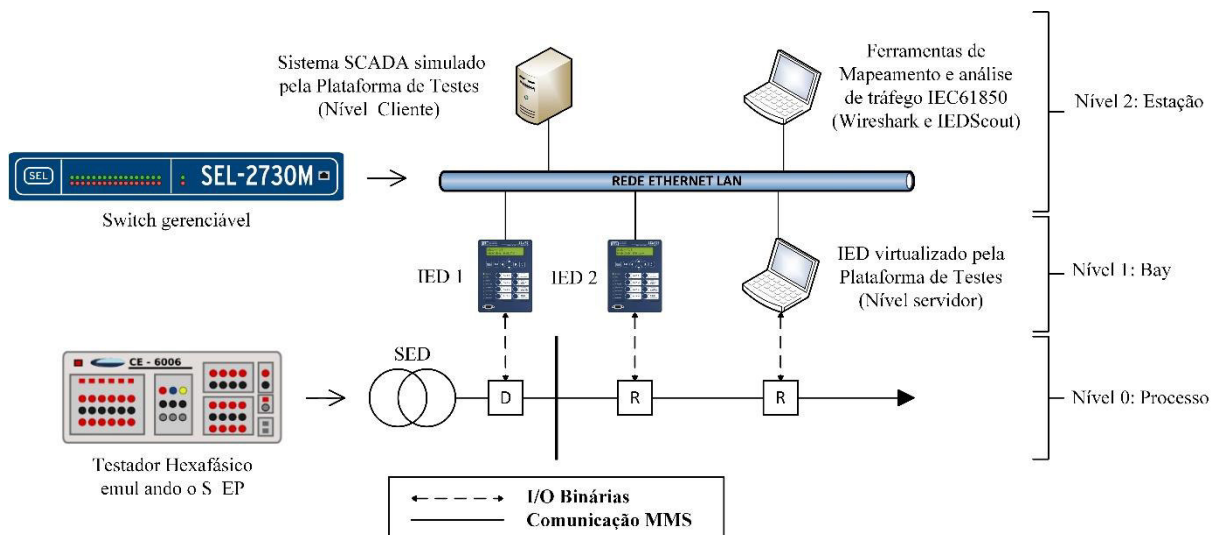 Sistema SCADA simulado
pela Plataforma de Testes
(Nível Cliente)
Ferramentas de
Mapeamento e análise
de tráfego IEC61850
(Wireshark e IEDScout)
Nível 2: Estação
SEL
SEL-2730M
Switch gerenciável
REDE ETHERNET LAN
IED 1
IED 2
IED virtualizado pela
Plataforma de Testes
(Nível servidor)
Nível 1: Bay
CE - 6006
Testador Hexafásico
emul ando o S EP
SED
D
R
R
Nível 0: Processo
I/O Binárias
Comunicação MMS